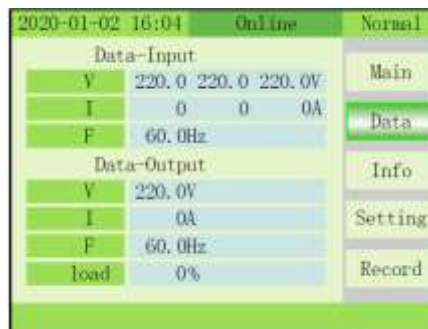 2020-01-02 16:04 Online Normal
Data-Input
V 220.0 220.0 220.0V
I 0 0 0A
F 60.0Hz
Data-Output
V 220.0V
I 0A
F 60.0Hz
load 0%
Main
Data
Info
Setting
Record